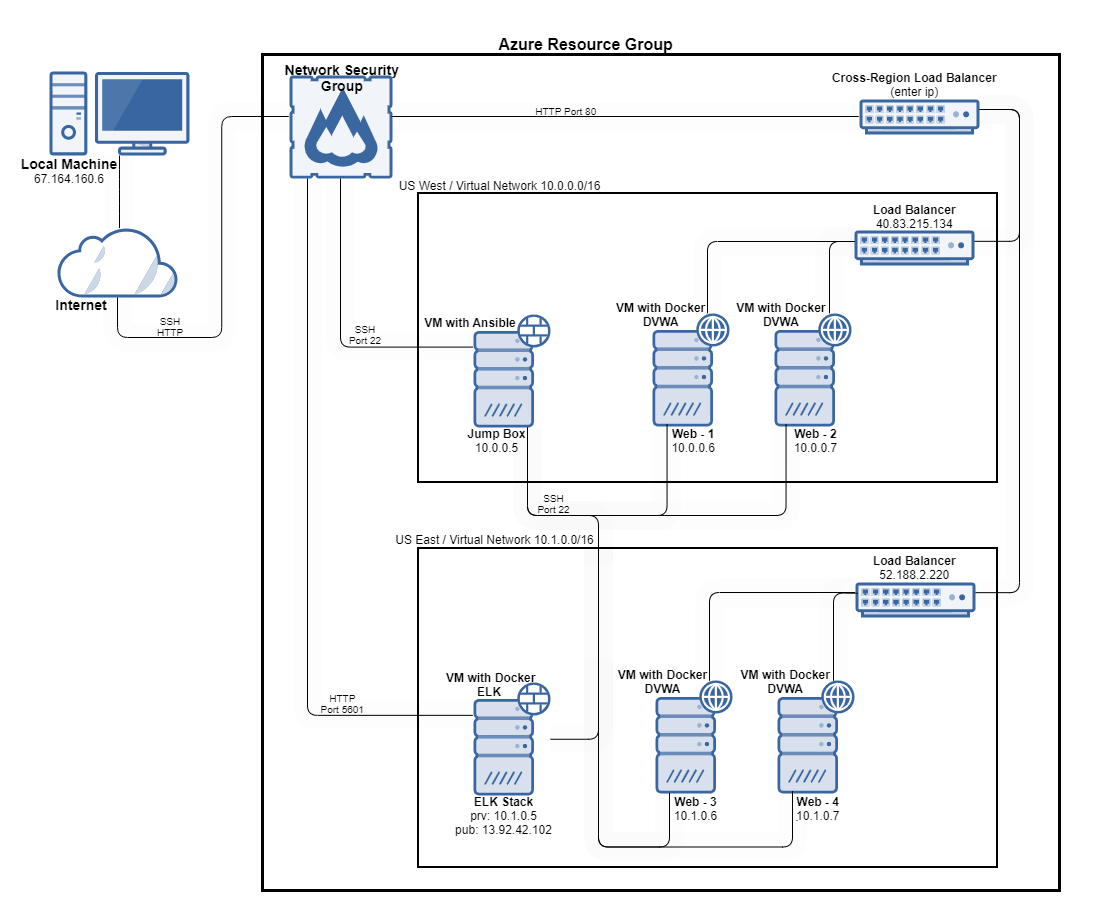 Azure Resource Group
Network Security
Group
Cross-Region Load Balancer
(enter ip)
HTTP Port 80
Local Machine
67.164.160.6
US West / Virtual Network 10.0.0.0/16
Load Balancer
40.83.215.134
Internet
SSH
HTTP
SSH
Port 22
VM with Ansible
VM with Docker
DVWA
VM with Docker
DVWA
Jump Box
10.0.0.5
Web - 1
10.0.0.6
Web - 2
10.0.0.7
SSH
Port 22
US East / Virtual Network 10.1.0.0/16
Load Balancer
52.188.2.220
HTTP
Port 5601
VM with Docker
ELK
VM with Docker
DVWA
VM with Docker
DVWA
ELK Stack
prv: 10.1.0.5
pub: 13.92.42.102
Web - 3
10.1.0.6
Web - 4
10.1.0.7